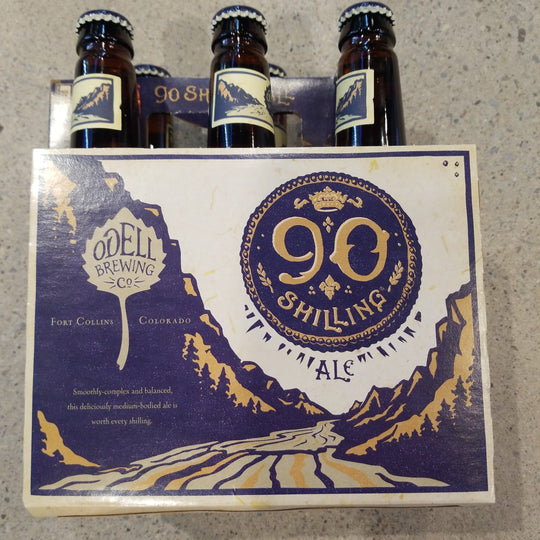 90 SH
ODELL
BREWING
CO
FORT COLLINS COLORADO
Smoothly-complex and balanced,
this deliciously medium-bodied ale is
worth every shilling.
90
SHILLING
ALE